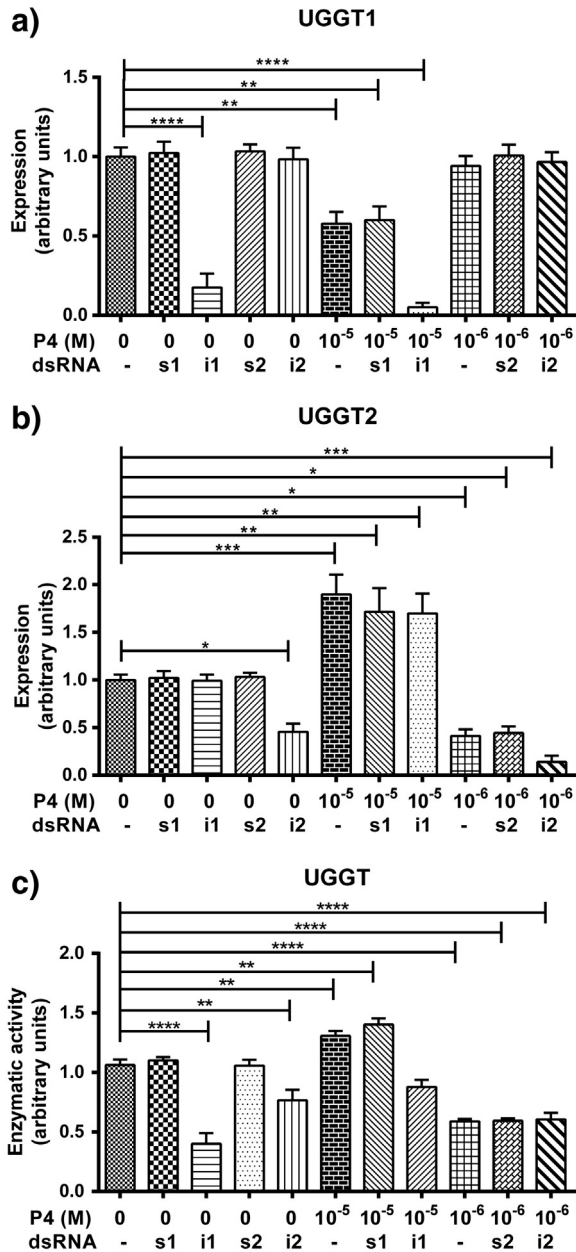 a)
UGGT1
****
**
**
****
Expression
(arbitrary units)
1.5
1.0
0.5
0.0
P4 (M) 0 0 0 0 0 10⁻⁵ 10⁻⁵ 10⁻⁵ 10⁻⁶ 10⁻⁶ 10⁻⁶
dsRNA - s1 i1 s2 i2 - s1 i1 - s2 i2
b)
UGGT2
***
*
*
**
**
***
*
Expression
(arbitrary units)
2.5
2.0
1.5
1.0
0.5
0.0
P4 (M) 0 0 0 0 0 10⁻⁵ 10⁻⁵ 10⁻⁵ 10⁻⁶ 10⁻⁶ 10⁻⁶
dsRNA - s1 i1 s2 i2 - s1 i1 - s2 i2
c)
UGGT
****
****
****
**
**
**
****
Enzymatic activity
(arbitrary units)
2.0
1.5
1.0
0.5
0.0
P4 (M) 0 0 0 0 0 10⁻⁵ 10⁻⁵ 10⁻⁵ 10⁻⁶ 10⁻⁶ 10⁻⁶
dsRNA - s1 i1 s2 i2 - s1 i1 - s2 i2